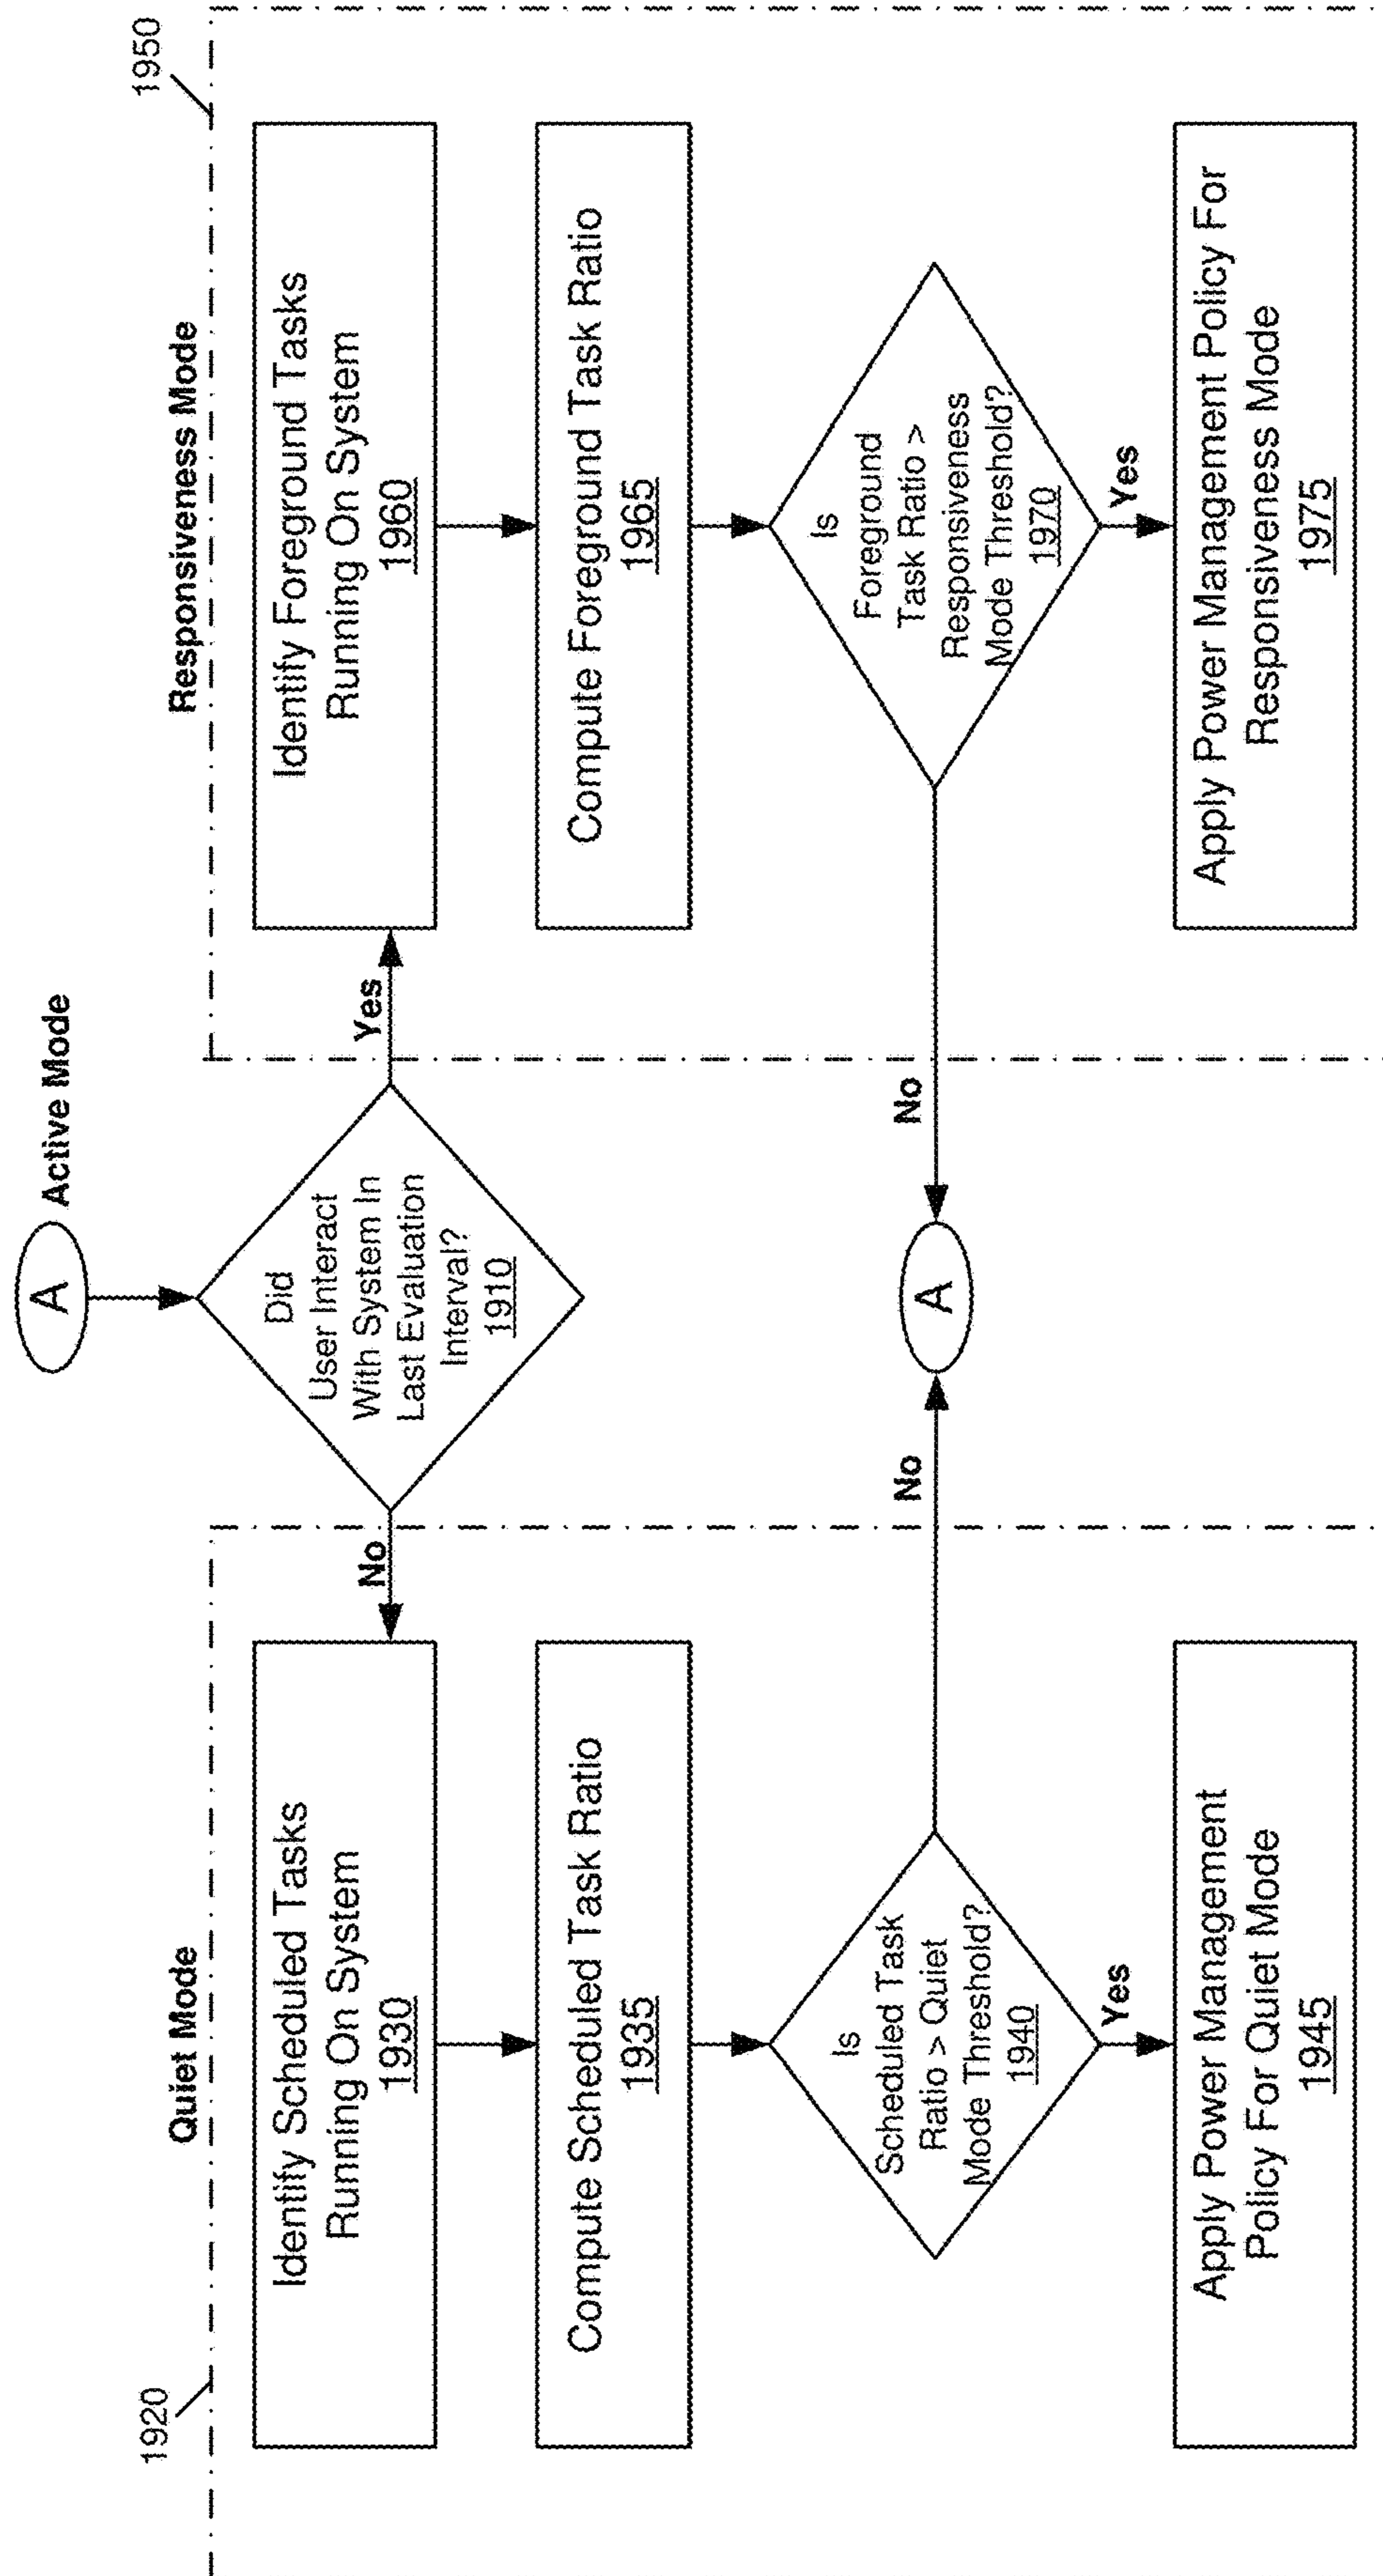 A
Active Mode
Did
User Interact
With System In
Last Evaluation
Interval?
1910
No
Yes
Quiet Mode
1920
Identify Scheduled Tasks
Running On System
1930
Compute Scheduled Task Ratio
1935
Is
Scheduled Task
Ratio > Quiet
Mode Threshold?
1940
No
Yes
Apply Power Management
Policy For Quiet Mode
1945
A
Responsiveness Mode
1950
Identify Foreground Tasks
Running On System
1960
Compute Foreground Task Ratio
1965
Is
Foreground
Task Ratio >
Responsiveness
Mode Threshold?
1970
No
Yes
Apply Power Management Policy For
Responsiveness Mode
1975